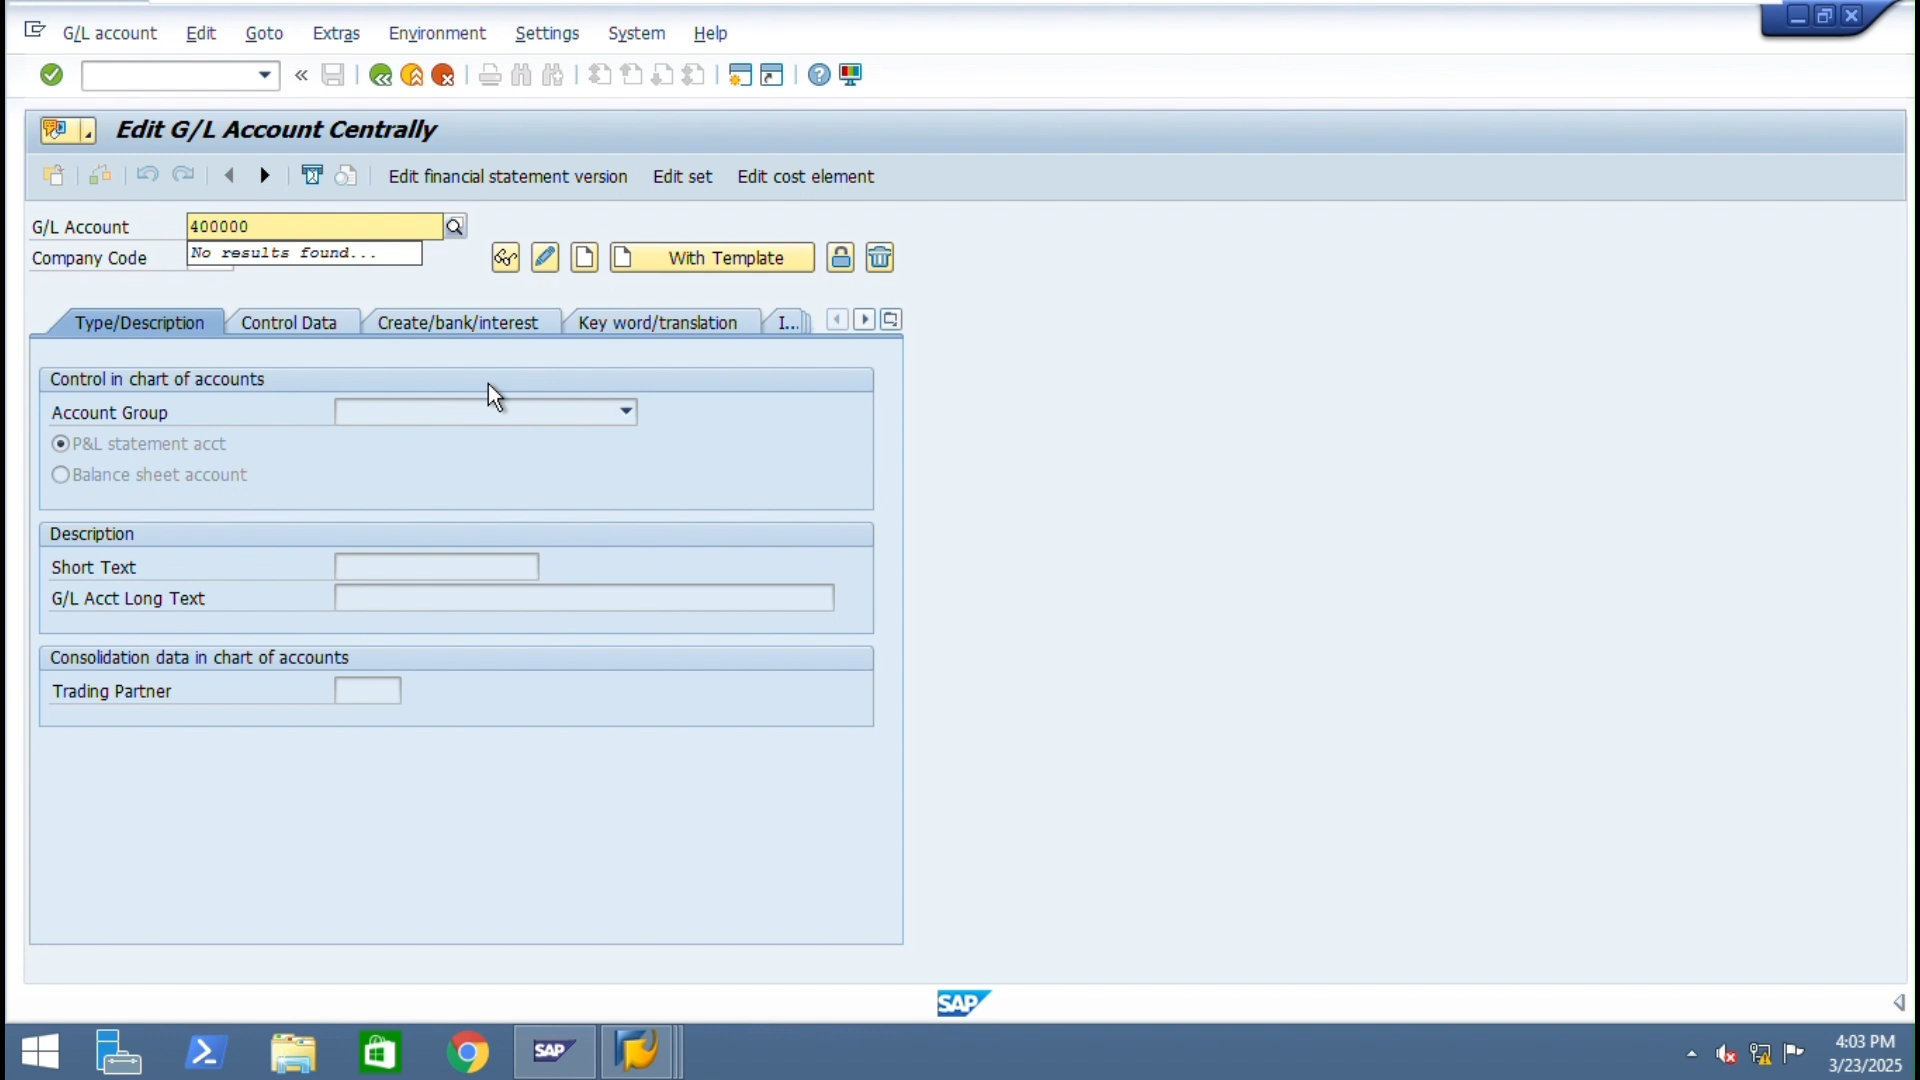 G/L account Edit Goto Extras Environment Settings System Help
Edit G/L Account Centrally
Edit financial statement version Edit set Edit cost element
G/L Account 400000
No results found...
Company Code
With Template
Type/Description Control Data Create/bank/interest Key word/translation I...
Control in chart of accounts
Account Group
P&L statement acct
Balance sheet account
Description
Short Text
G/L Acct Long Text
Consolidation data in chart of accounts
Trading Partner
SAP
SAP
4:03 PM
3/23/2025